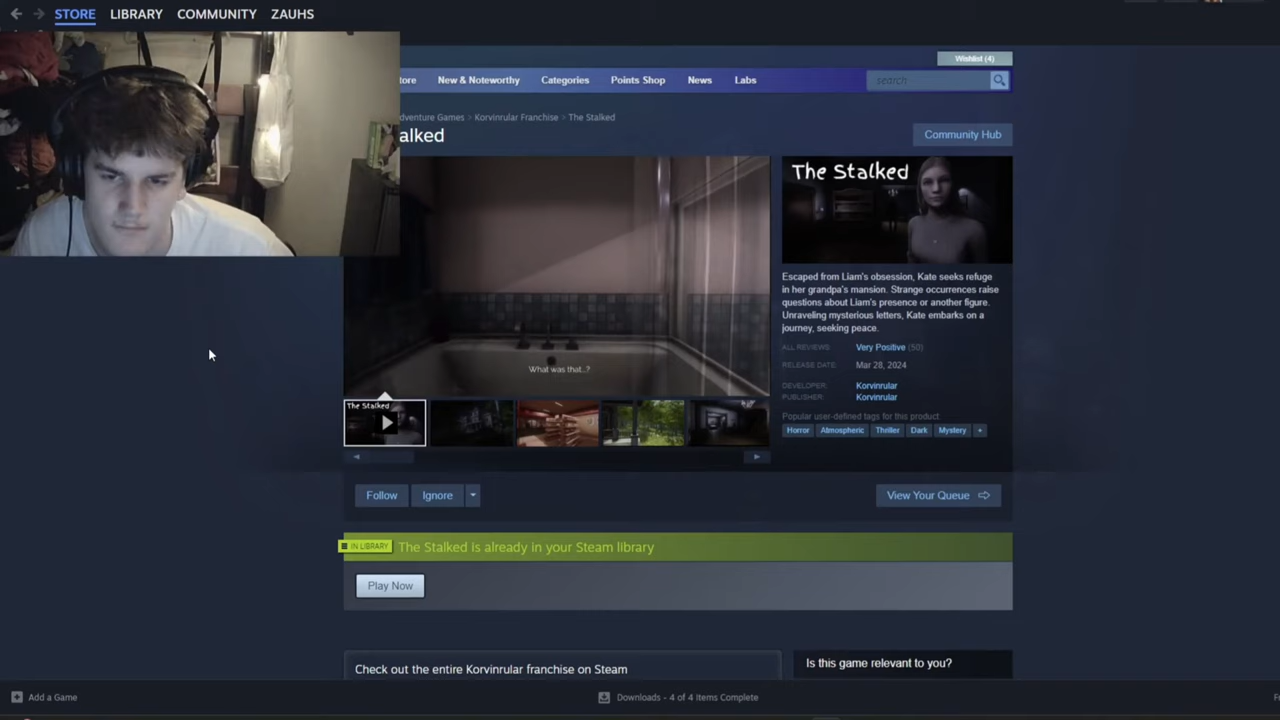 STORE LIBRARY COMMUNITY ZAUHS
Wishlist (4)
tore New & Noteworthy Categories Points Shop News Labs search
dventure Games > Korvinrular Franchise > The Stalked
alked
Community Hub
The Stalked
What was that...?
The Stalked
Escaped from Liam's obsession, Kate seeks refuge
in her grandpa's mansion. Strange occurrences raise
questions about Liam's presence or another figure.
Unraveling mysterious letters, Kate embarks on a
journey, seeking peace.
ALL REVIEWS: Very Positive (50)
RELEASE DATE: Mar 28, 2024
DEVELOPER: Korvinrular
PUBLISHER: Korvinrular
Popular user-defined tags for this product:
Horror Atmospheric Thriller Dark Mystery +
Follow Ignore View Your Queue
IN LIBRARY The Stalked is already in your Steam library
Play Now
Check out the entire Korvinrular franchise on Steam
Is this game relevant to you?
Add a Game Downloads - 4 of 4 Items Complete